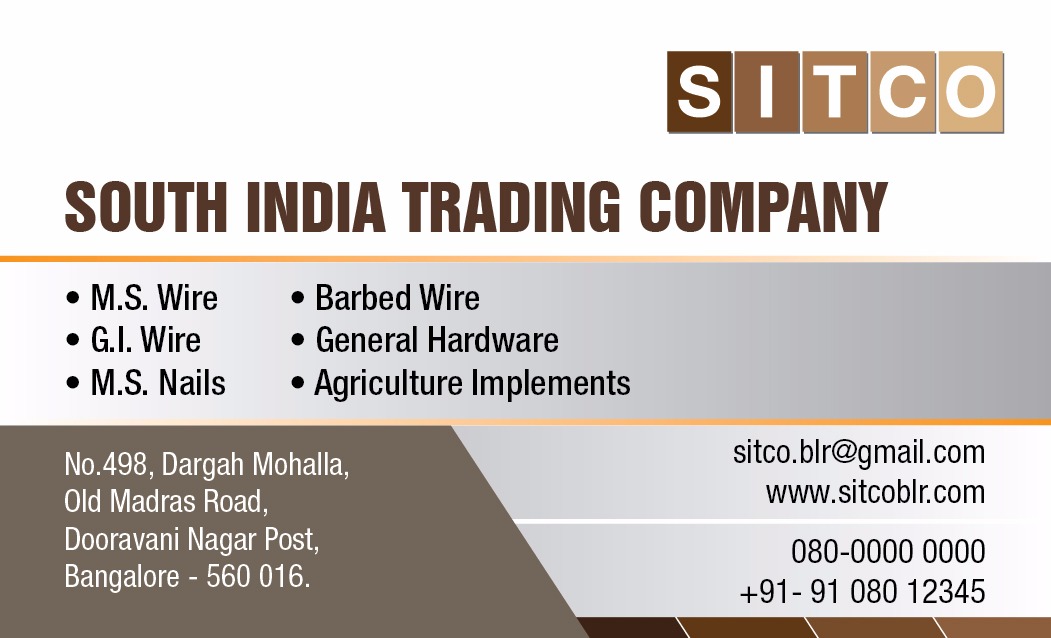 SITCO
SOUTH INDIA TRADING COMPANY
• M.S. Wire
• G.I. Wire
• M.S. Nails
• Barbed Wire
• General Hardware
• Agriculture Implements
No.498, Dargah Mohalla,
Old Madras Road,
Dooravani Nagar Post,
Bangalore - 560 016.
sitco.blr@gmail.com
www.sitcoblr.com
080-0000 0000
+91- 91 080 12345